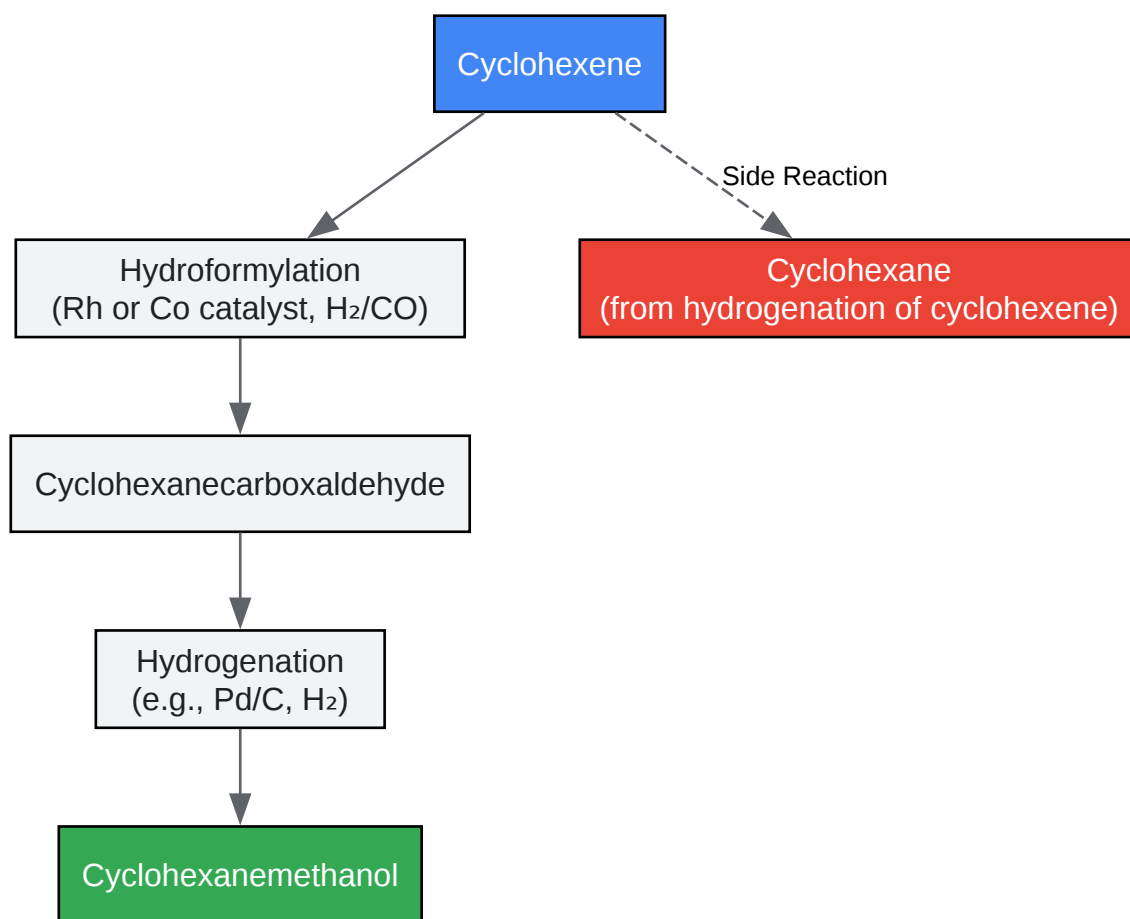 Cyclohexene
Side Reaction
Hydroformylation
(Rh or Co catalyst, H₂/CO)
Cyclohexane
(from hydrogenation of cyclohexene)
Cyclohexanecarboxaldehyde
Hydrogenation
(e.g., Pd/C, H₂)
Cyclohexanemethanol